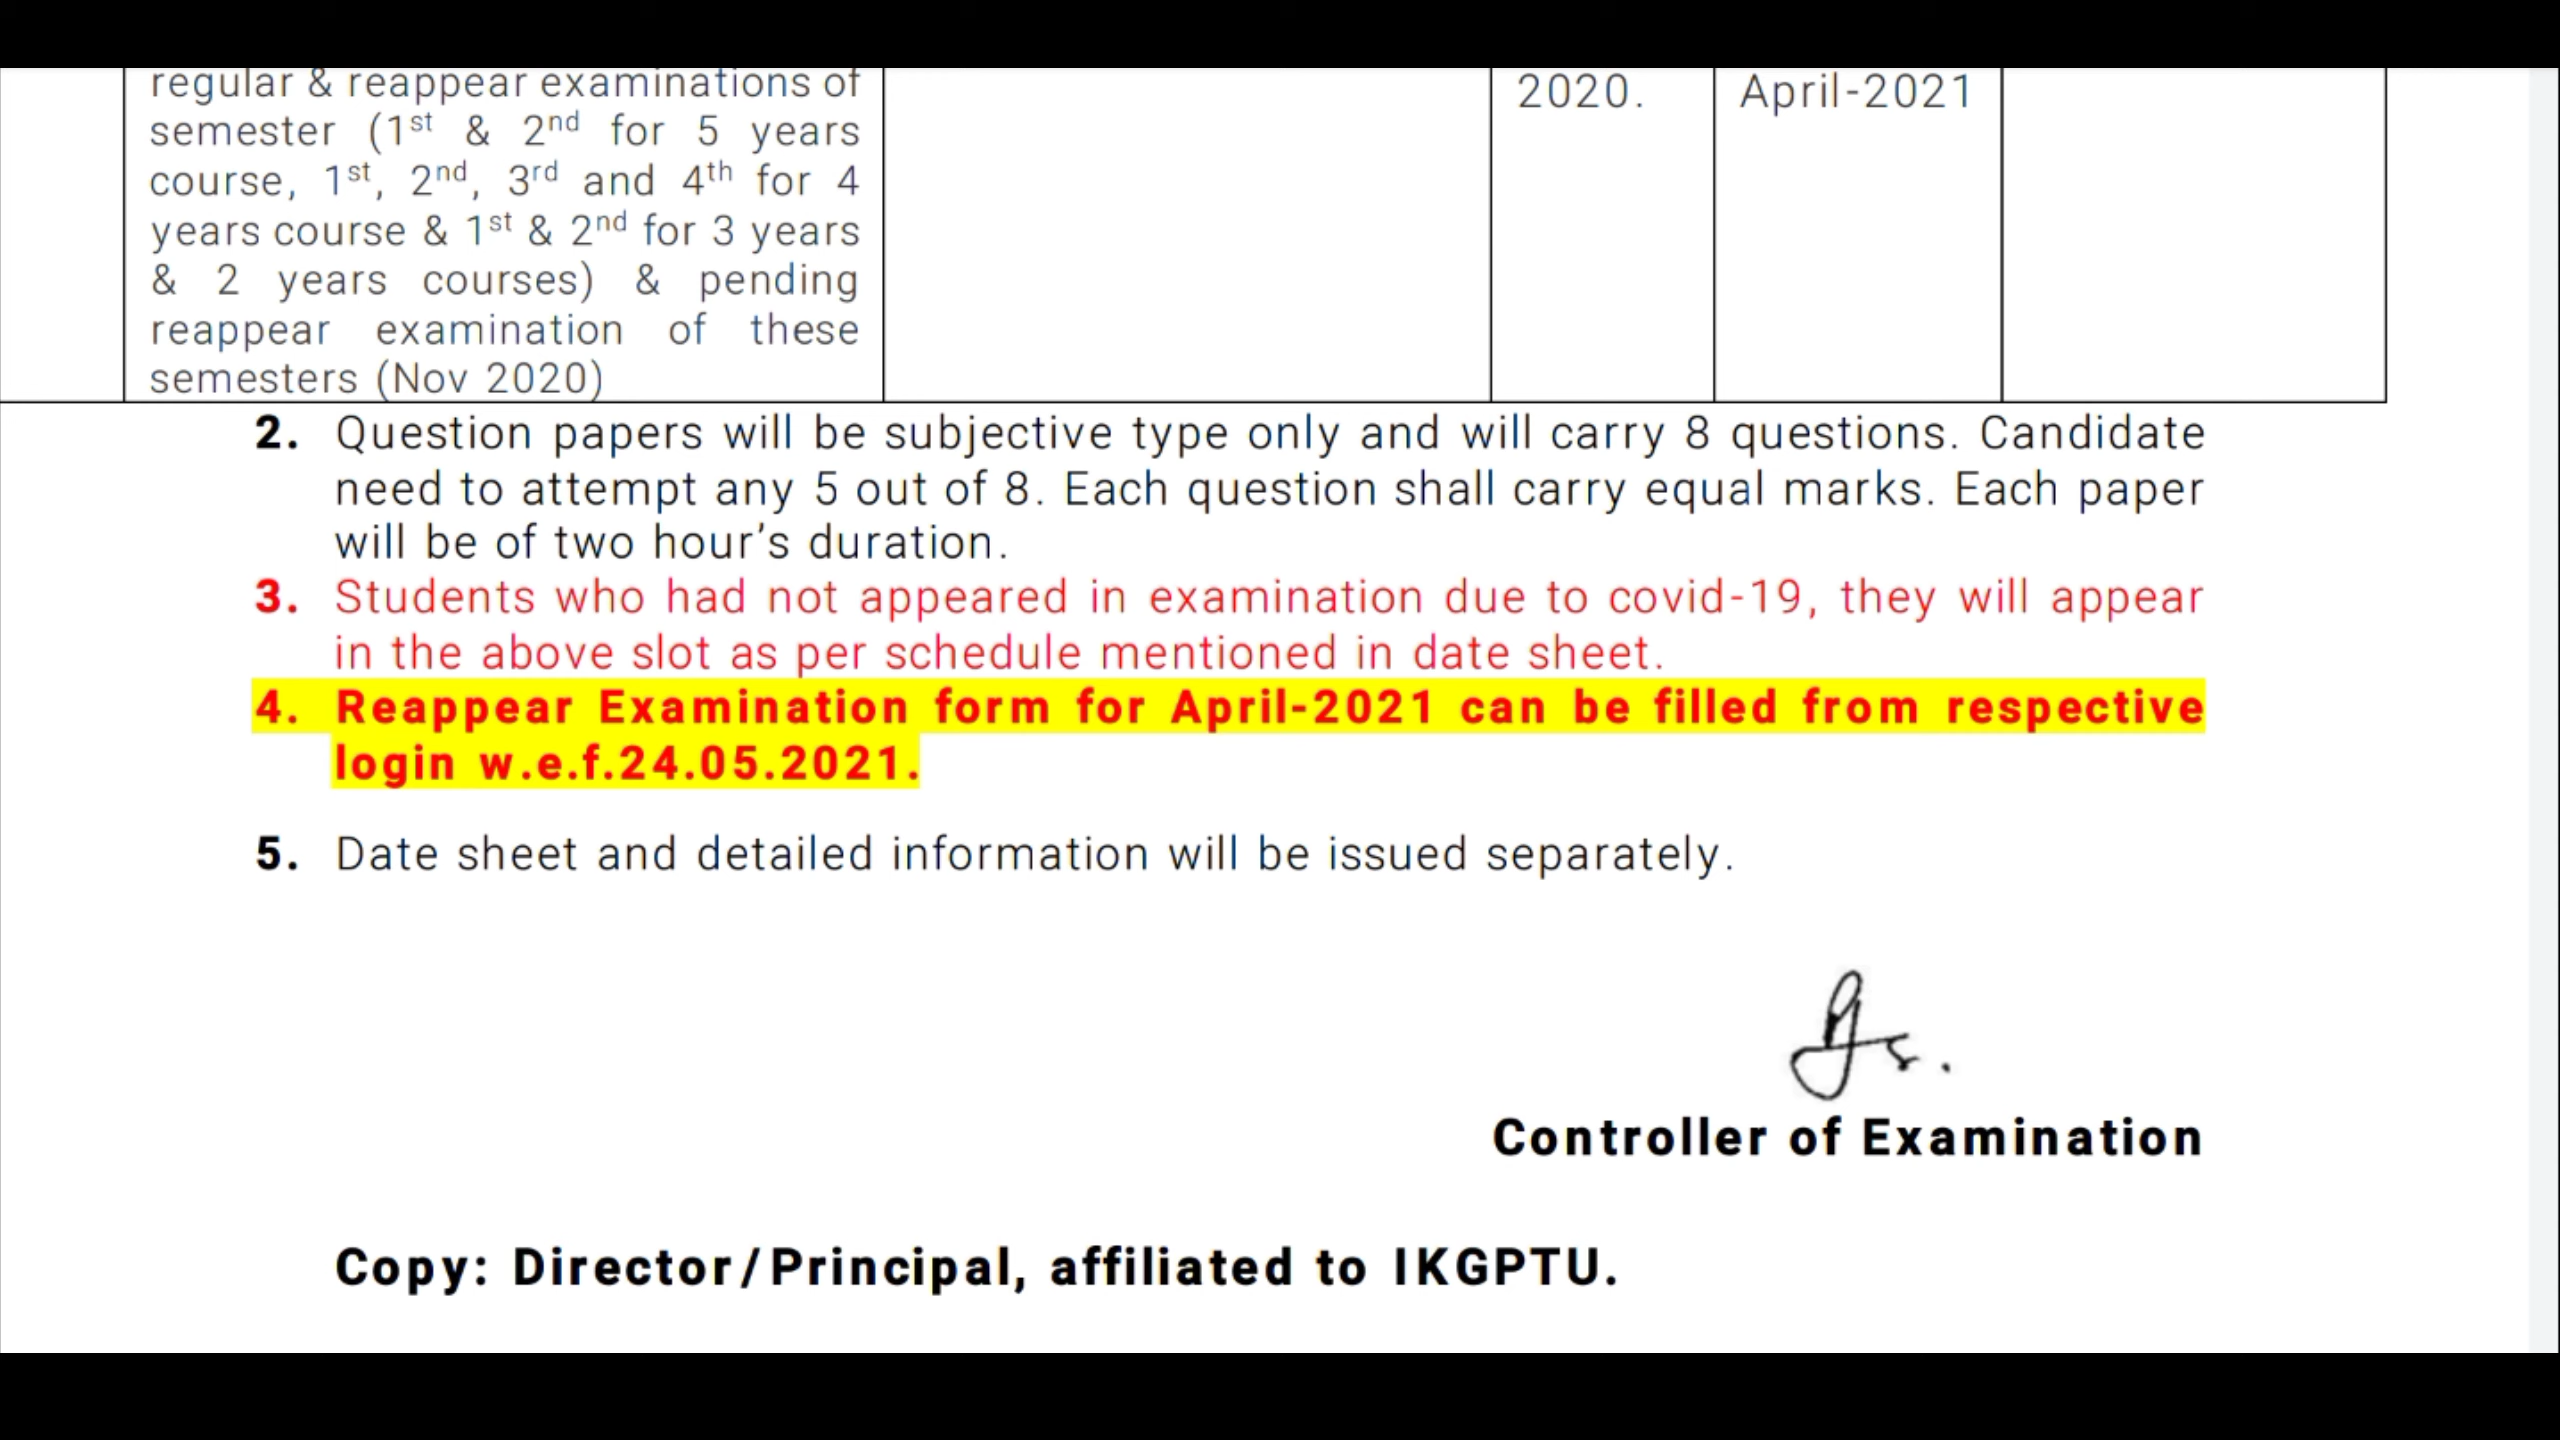 regular & reappear examinations of
semester (1st & 2nd for 5 years
course, 1st, 2nd, 3rd and 4th for 4
years course & 1st & 2nd for 3 years
& 2 years courses) & pending
reappear examination of these
semesters (Nov 2020)
2020.
April-2021
2. Question papers will be subjective type only and will carry 8 questions. Candidate
need to attempt any 5 out of 8. Each question shall carry equal marks. Each paper
will be of two hour’s duration.
3. Students who had not appeared in examination due to covid-19, they will appear
in the above slot as per schedule mentioned in date sheet.
4. Reappear Examination form for April-2021 can be filled from respective
login w.e.f.24.05.2021.
5. Date sheet and detailed information will be issued separately.
Controller of Examination
Copy: Director/Principal, affiliated to IKGPTU.